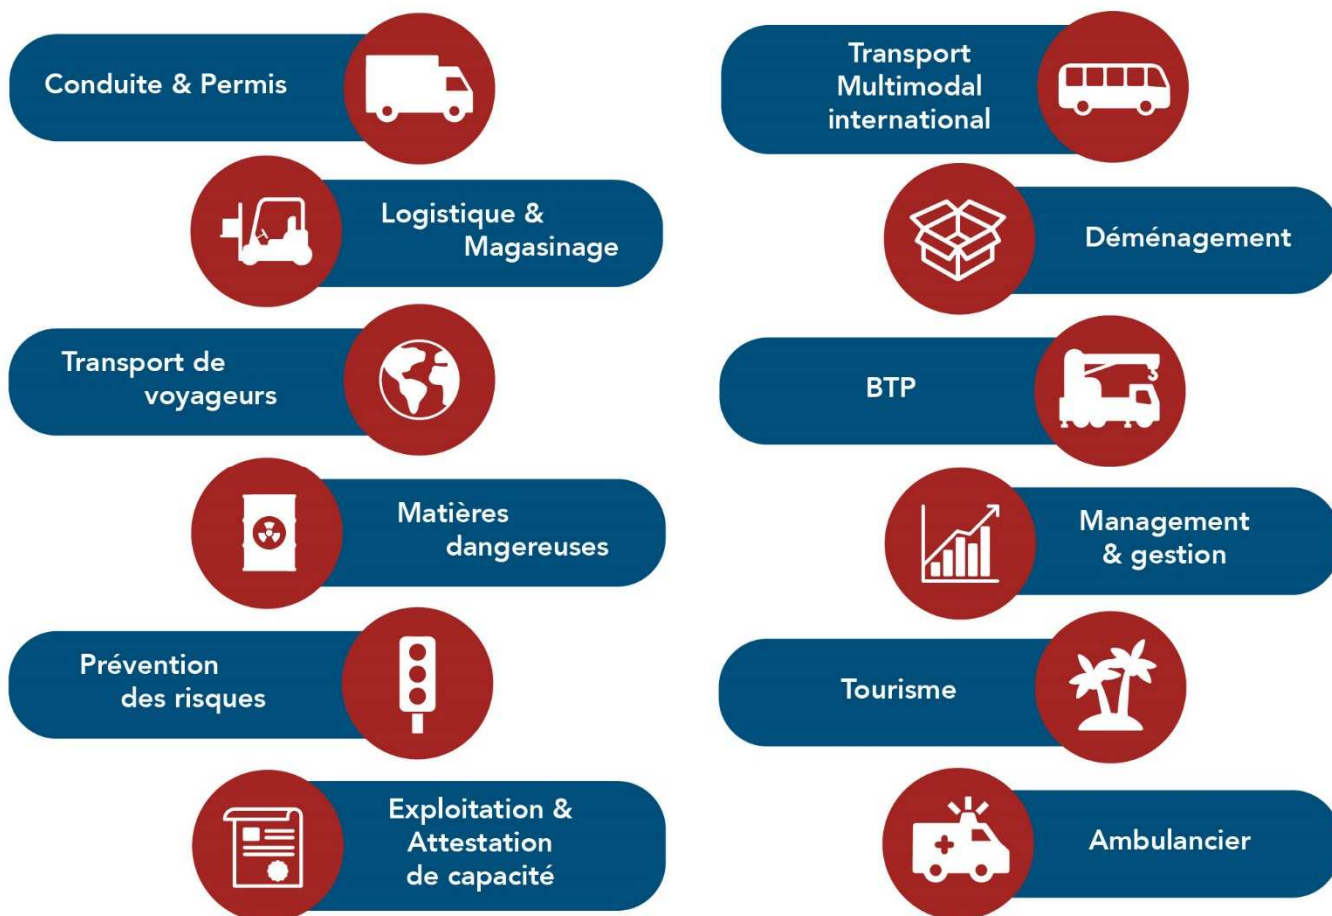 Conduite & Permis
Logistique &
Magasinage
Transport de
voyageurs
Matières
dangereuses
Prévention
des risques
Exploitation &
Attestation
de capacité
Transport
Multimodal
international
Déménagement
BTP
Management
& gestion
Tourisme
Ambulancier